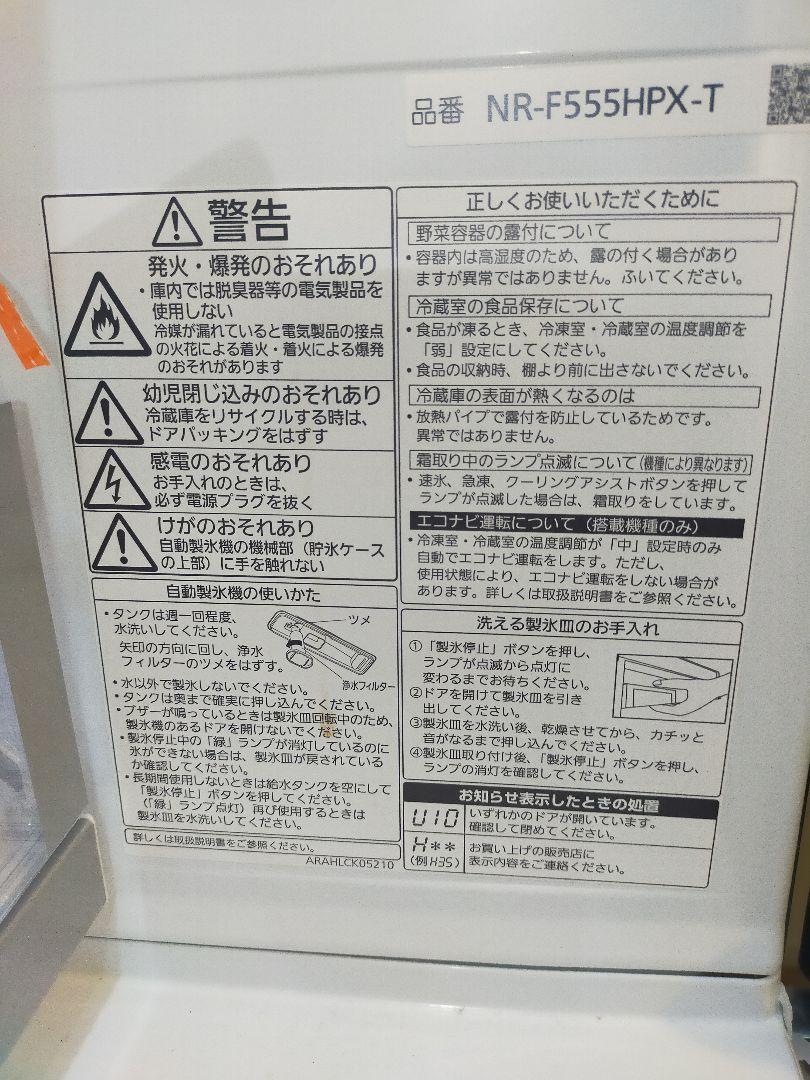 品番 NR-F555HPX-T
警告
発火・爆発のおそれあり
・庫内では脱臭器等の電気製品を
使用しない
冷媒が漏れていると電気製品の接点
の火花による着火・着火による爆発
のおそれがあります
幼児閉じ込みのおそれあり
冷蔵庫をリサイクルする時は、
ドアパッキングをはずす
感電のおそれあり
お手入れのときは、
必ず電源プラグを抜く
けがのおそれあり
自動製氷機の機械部（貯氷ケース
の上部）に手を触れない
自動製氷機の使いかた
・タンクは週一回程度、
水洗いしてください。
矢印の方向に回し、浄水
フィルターのツメをはずす。
ツメ
浄水フィルター
・水以外で製氷しないでください。
・タンクは奥まで確実に押し込んでください。
・ブザーが鳴っているときは製氷皿回転中のため、
製氷機のあるドアを開けないでください。
・製氷停止中の「緑」ランプが消灯しているのに
氷ができない場合は、製氷皿が戻されている
か確認してください。
・長期間使用しないときは給水タンクを空にして
「製氷停止」ボタンを押してください。
（「緑」ランプ点灯）再び使用するときは
製氷皿を水洗いしてください。
詳しくは取扱説明書をご参照ください。
ARAHLCK05210
正しくお使いいただくために
野菜容器の露付について
・容器内は高湿度のため、露の付く場合があり
ますが異常ではありません。ふいてください。
冷蔵室の食品保存について
・食品が凍るとき、冷凍室・冷蔵室の温度調節を
「弱」設定にしてください。
・食品の収納時、棚より前に出さないでください。
冷蔵庫の表面が熱くなるのは
・放熱パイプで露付を防止しているためです。
異常ではありません。
霜取り中のランプ点滅について（機種により異なります）
・速氷、急凍、クーリングアシストボタンを押して
ランプが点滅した場合は、霜取りをしています。
エコナビ運転について（搭載機種のみ）
・冷凍室・冷蔵室の温度調節が「中」設定時のみ
自動でエコナビ運転をします。ただし、
使用状態により、エコナビ運転をしない場合が
あります。詳しくは取扱説明書をご参照ください。
洗える製氷皿のお手入れ
①「製氷停止」ボタンを押し、
ランプが点滅から点灯に
変わるまでお待ちください。
②ドアを開けて製氷皿を引き
出してください。
③製氷皿を水洗い後、乾燥させてから、カチッと
音がなるまで押し込んでください。
④製氷皿取り付け後、「製氷停止」ボタンを押し、
ランプの消灯を確認してください。
お知らせ表示したときの処置
U10 いずれかのドアが開いています。
確認して閉めてください。
H** お買い上げの販売店に
（例H35） 表示内容をご連絡ください。